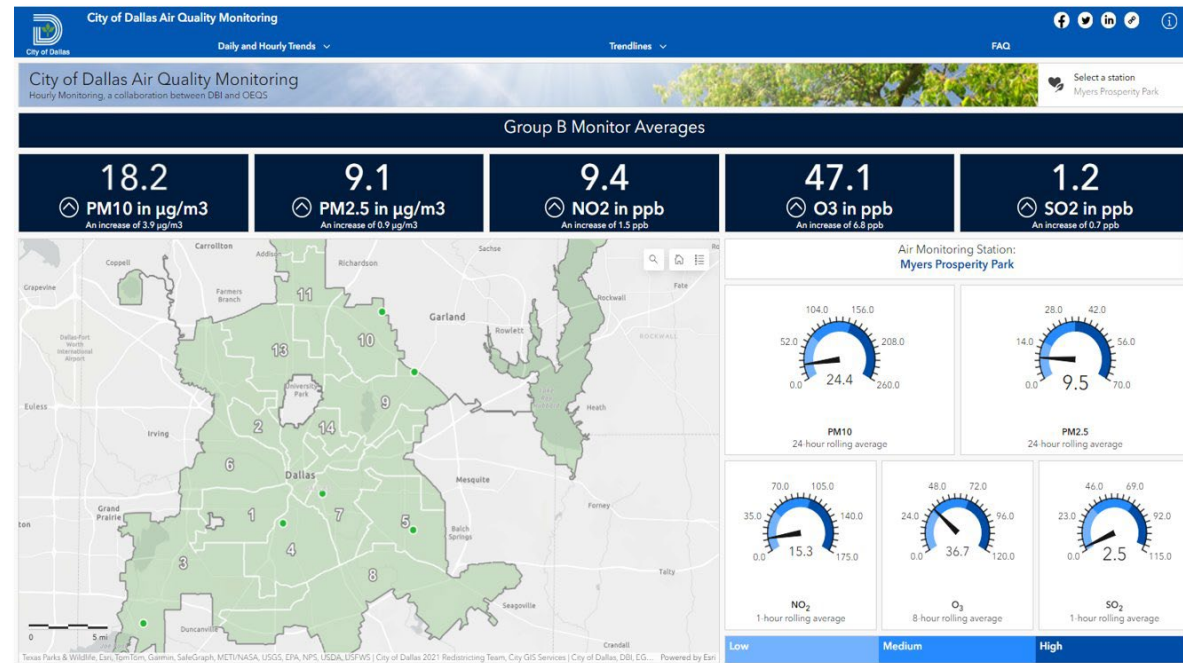 City of Dallas Air Quality Monitoring
City of Dallas
Daily and Hourly Trends
Trendlines
FAQ
City of Dallas Air Quality Monitoring
Hourly Monitoring, a collaboration between DBI and OEQS
Select a station
Myers Prosperity Park
Group B Monitor Averages
18.2
PM10 in µg/m3
An increase of 3.9 µg/m3
9.1
PM2.5 in µg/m3
An increase of 0.9 µg/m3
9.4
NO2 in ppb
An increase of 1.5 ppb
47.1
O3 in ppb
An increase of 6.8 ppb
1.2
SO2 in ppb
An increase of 0.7 ppb
Carrollton
Coppell
Addison
Richardson
Sachse
Ro
Grapevine
Farmers
Branch
11
Rockwall
Fate
Garland
Rowlett
ROCKWALL
Dallas-Fort
Worth
International
Airport
10
13
University
Park
9
Heath
Euless
Irving
2
14
6
Dallas
Mesquite
Grand
Prairie
Forney
ton
1
7
5
Balch
Springs
4
3
8
Talty
Seagoville
Duncanville
Crandall
0
5 mi
Texas Parks & Wildlife, Esri, TomTom, Garmin, SafeGraph, METI/NASA, USGS, EPA, NPS, USDA, USFWS | City of Dallas 2021 Redistricting Team, City GIS Services | City of Dallas, DBI, EG...
Powered by Esri
Air Monitoring Station:
Myers Prosperity Park
104.0
156.0
52.0
208.0
0.0
24.4
260.0
PM10
24-hour rolling average
28.0
42.0
14.0
56.0
0.0
9.5
70.0
PM2.5
24-hour rolling average
70.0
105.0
35.0
140.0
0.0
15.3
175.0
NO₂
1-hour rolling average
48.0
72.0
24.0
96.0
0.0
36.7
120.0
O₃
8-hour rolling average
46.0
69.0
23.0
92.0
0.0
2.5
115.0
SO₂
1-hour rolling average
Low
Medium
High